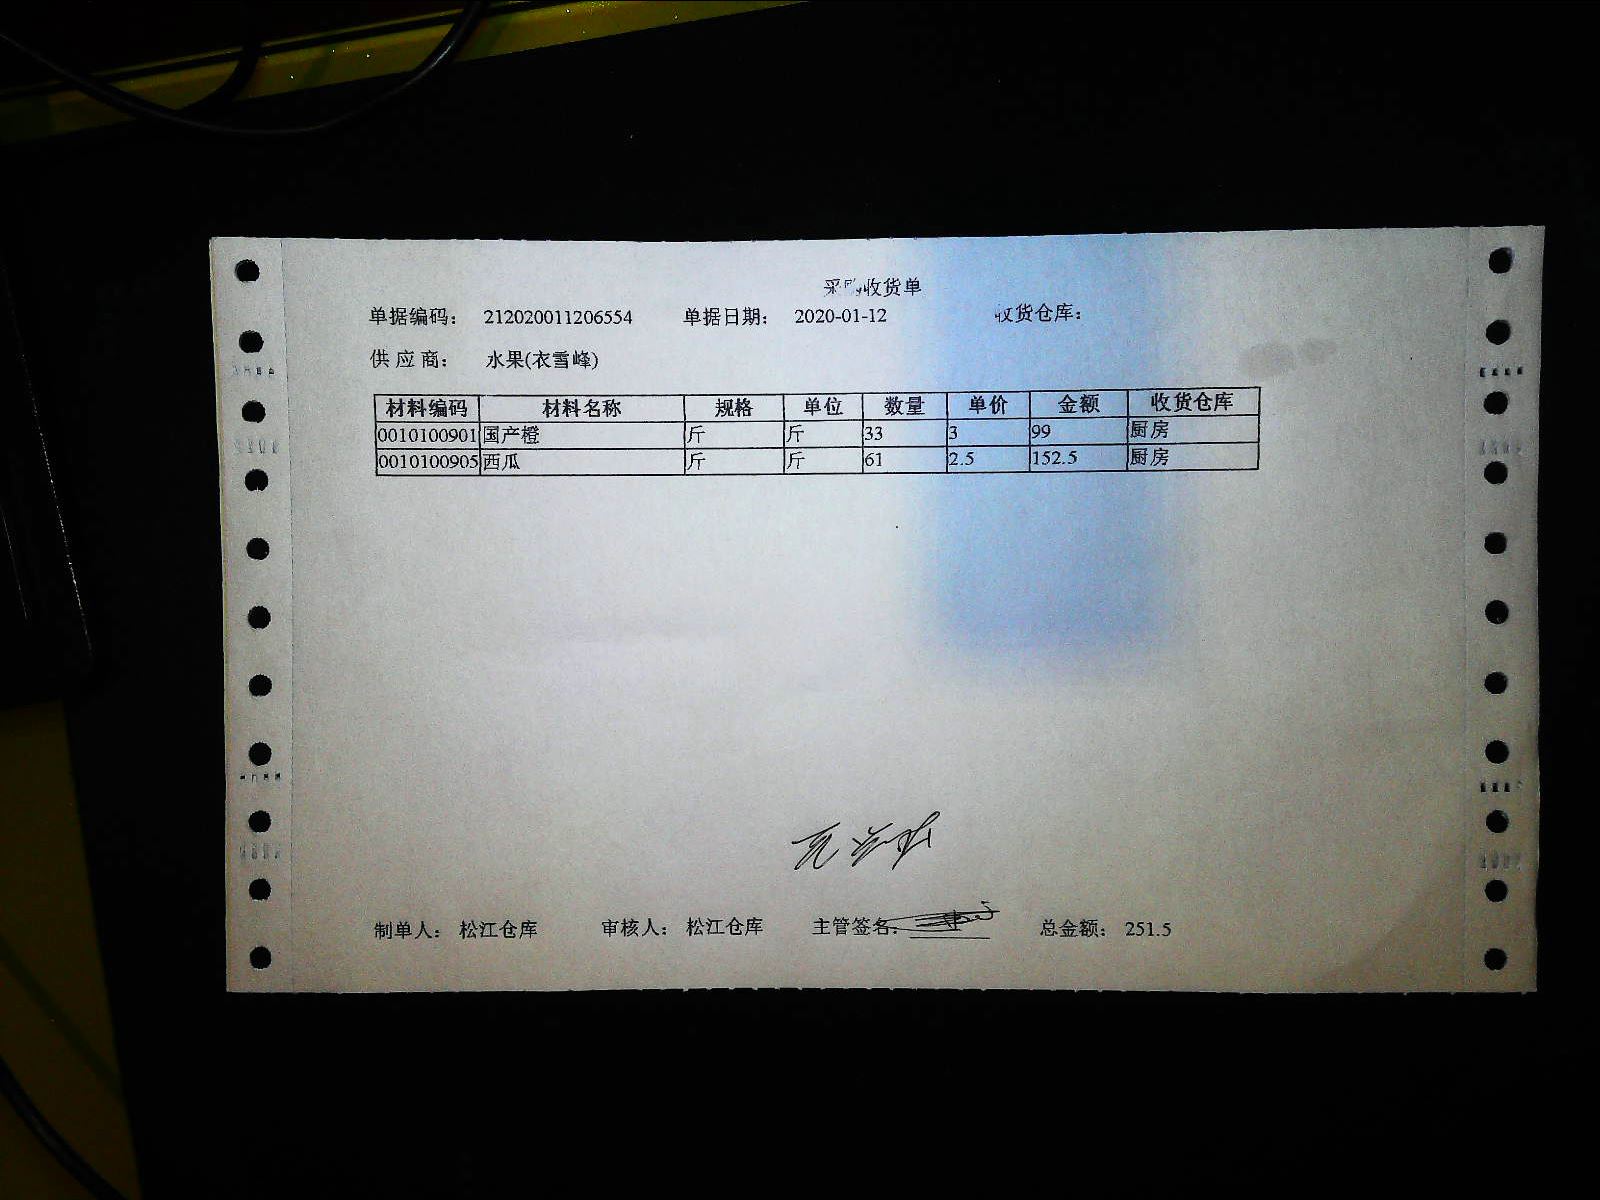 采购收货单
单据编码: 212020011206554 单据日期: 2020-01-12 收货仓库:
供应商: 水果(衣雪峰)
材料编码 材料名称 规格 单位 数量 单价 金额 收货仓库
0010100901 国产橙 斤 斤 33 3 99 厨房
0010100905 西瓜 斤 斤 61 2.5 152.5 厨房
制单人: 松江仓库 审核人: 松江仓库 主管签名: 总金额: 251.5